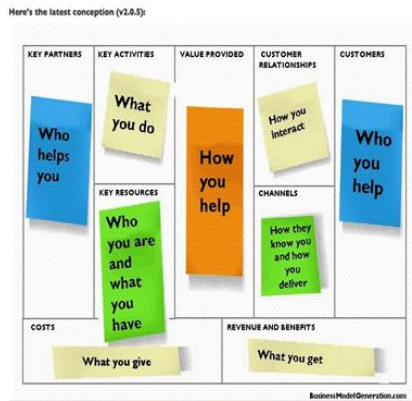 Here's the latest conception (v2.0.5):
KEY PARTNERS
Who
helps
you
KEY ACTIVITIES
What
you do
KEY RESOURCES
Who
you are
and
what
you
have
VALUE PROVIDED
How
you
help
CUSTOMER
RELATIONSHIPS
How you
interact
CHANNELS
How they
know you
and how
you
deliver
CUSTOMERS
Who
you
help
COSTS
What you give
REVENUE AND BENEFITS
What you get
BusinessModelGeneration.com